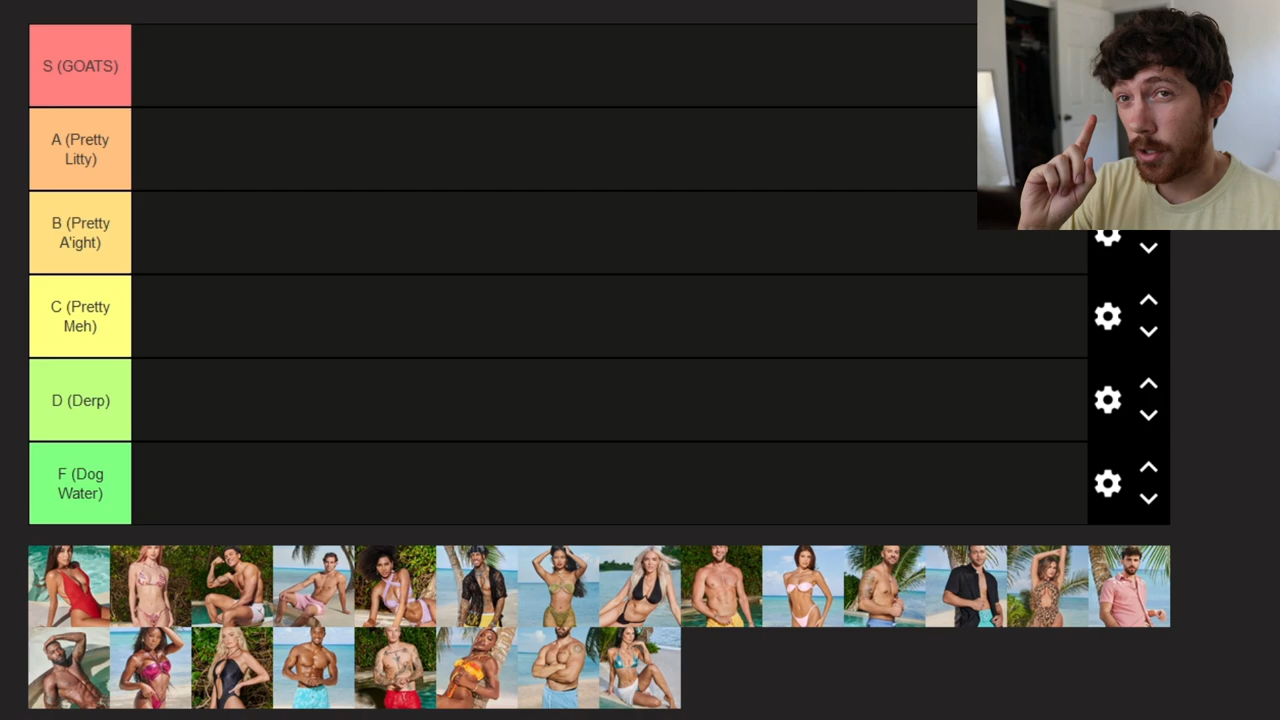 S (GOATS)
A (Pretty
Litty)
B (Pretty
A'ight)
C (Pretty
Meh)
D (Derp)
F (Dog
Water)